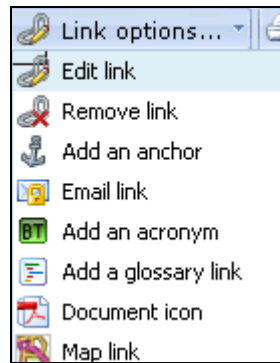 Link options...
Edit link
Remove link
Add an anchor
Email link
BT Add an acronym
Add a glossary link
Document icon
Map link